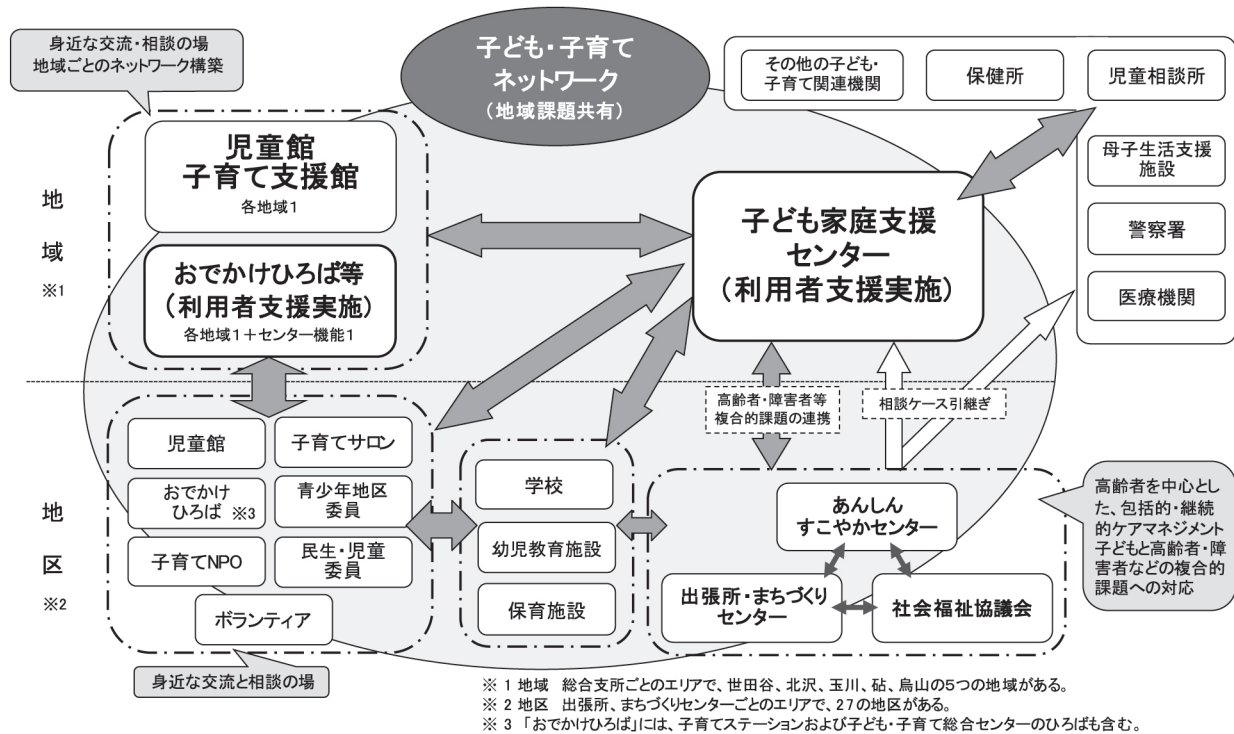 身近な交流・相談の場
地域ごとのネットワーク構築
子ども・子育て
ネットワーク
（地域課題共有）
その他の子ども・
子育て関連機関
保健所
児童相談所
母子生活支援
施設
警察署
医療機関
地
域
※1
児童館
子育て支援館
各地域1
おでかけひろば等
（利用者支援実施）
各地域1＋センター機能1
子ども家庭支援
センター
（利用者支援実施）
高齢者・障害者等
複合的課題の連携
相談ケース引継ぎ
地
区
※2
児童館
子育てサロン
おでかけ
ひろば ※3
青少年地区
委員
子育てNPO
民生・児童
委員
ボランティア
身近な交流と相談の場
学校
幼児教育施設
保育施設
あんしん
すこやかセンター
出張所・まちづくり
センター
社会福祉協議会
高齢者を中心とし
た、包括的・継続
的ケアマネジメント
子どもと高齢者・障
害者などの複合的
課題への対応
※ 1 地域　総合支所ごとのエリアで、世田谷、北沢、玉川、砧、烏山の5つの地域がある。
※ 2 地区　出張所、まちづくりセンターごとのエリアで、27の地区がある。
※ 3 「おでかけひろば」には、子育てステーションおよび子ども・子育て総合センターのひろばも含む。